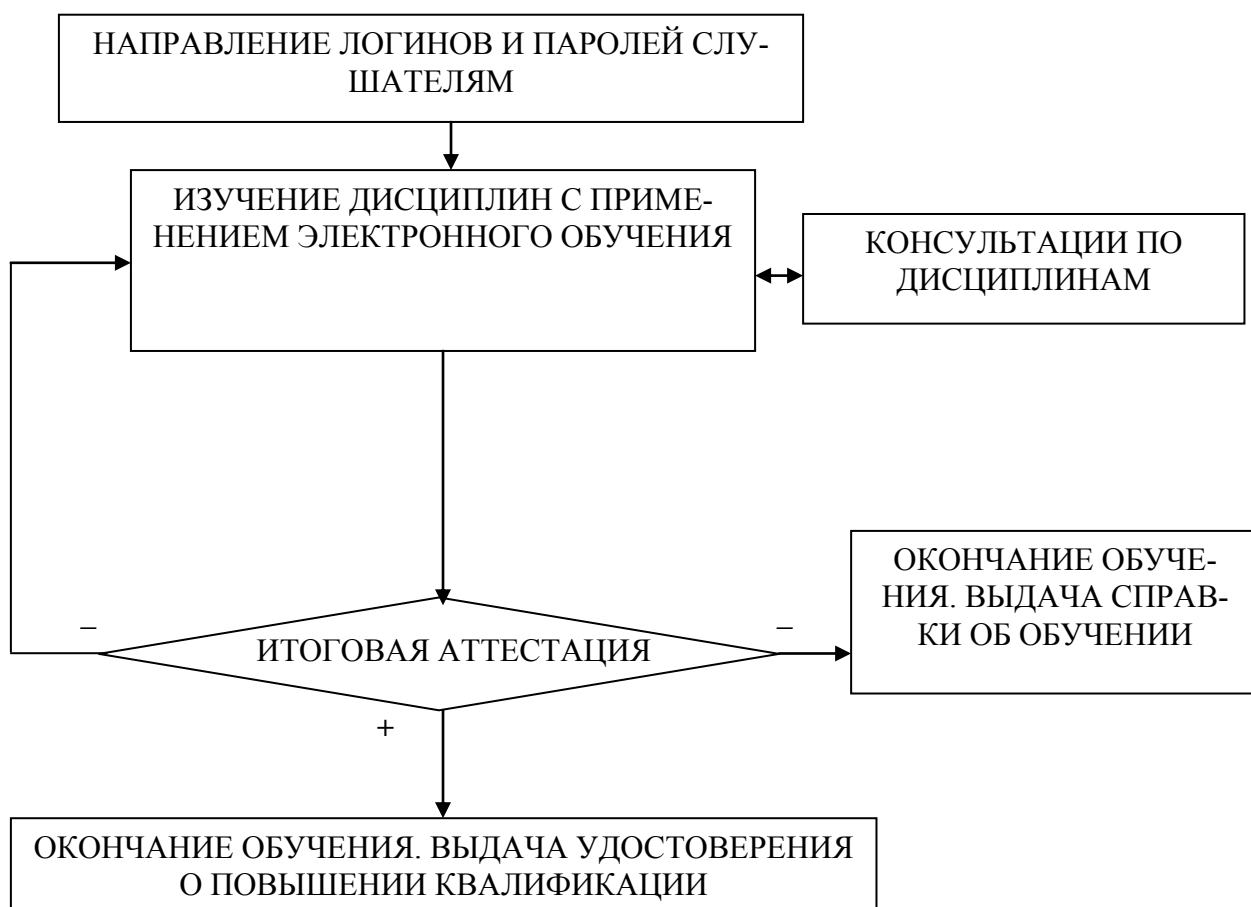 НАПРАВЛЕНИЕ ЛОГИНОВ И ПАРОЛЕЙ СЛУ-
ШАТЕЛЯМ
ИЗУЧЕНИЕ ДИСЦИПЛИН С ПРИМЕ-
НЕНИЕМ ЭЛЕКТРОННОГО ОБУЧЕНИЯ
КОНСУЛЬТАЦИИ ПО
ДИСЦИПЛИНАМ
ОКОНЧАНИЕ ОБУЧЕ-
НИЯ. ВЫДАЧА СПРАВ-
КИ ОБ ОБУЧЕНИИ
–
ИТОГОВАЯ АТТЕСТАЦИЯ
–
+
ОКОНЧАНИЕ ОБУЧЕНИЯ. ВЫДАЧА УДОСТОВЕРЕНИЯ
О ПОВЫШЕНИИ КВАЛИФИКАЦИИ